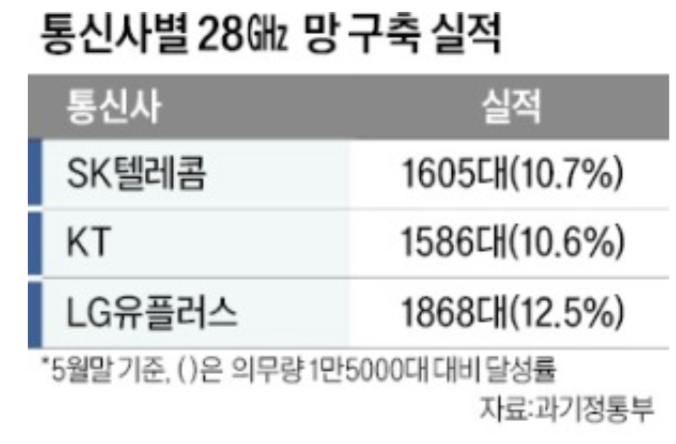 통신사별 28㎓ 망 구축 실적
통신사 실적
SK텔레콤 1605대(10.7%)
KT 1586대(10.6%)
LG유플러스 1868대(12.5%)
*5월말 기준, ( )은 의무량 1만5000대 대비 달성률
자료:과기정통부